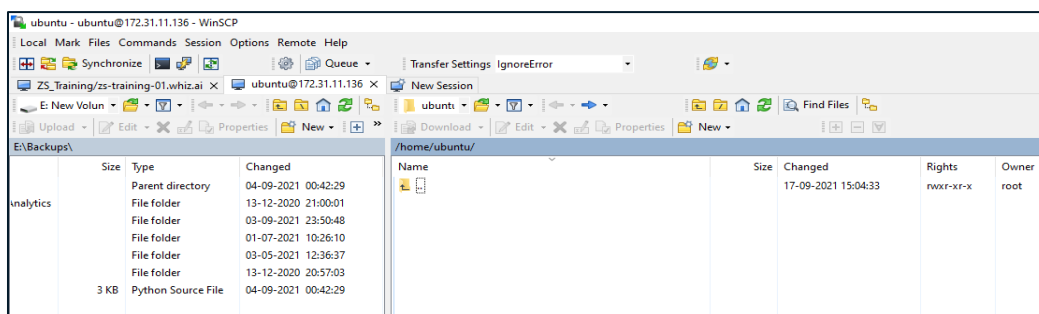 ubuntu - ubuntu@172.31.11.136 - WinSCP
Local Mark Files Commands Session Options Remote Help
Synchronize Queue Transfer Settings IgnoreError
ZS_Training/zs-training-01.whiz.ai × ubuntu@172.31.11.136 × New Session
E: New Volun ubunt Find Files
Upload Edit Properties New » Download Edit Properties New
E:\Backups\ /home/ubuntu/
Size Type Changed Name Size Changed Rights Owner
Parent directory 04-09-2021 00:42:29 .. 17-09-2021 15:04:33 rwxr-xr-x root
Analytics File folder 13-12-2020 21:00:01
File folder 03-09-2021 23:50:48
File folder 01-07-2021 10:26:10
File folder 03-05-2021 12:36:37
File folder 13-12-2020 20:57:03
3 KB Python Source File 04-09-2021 00:42:29